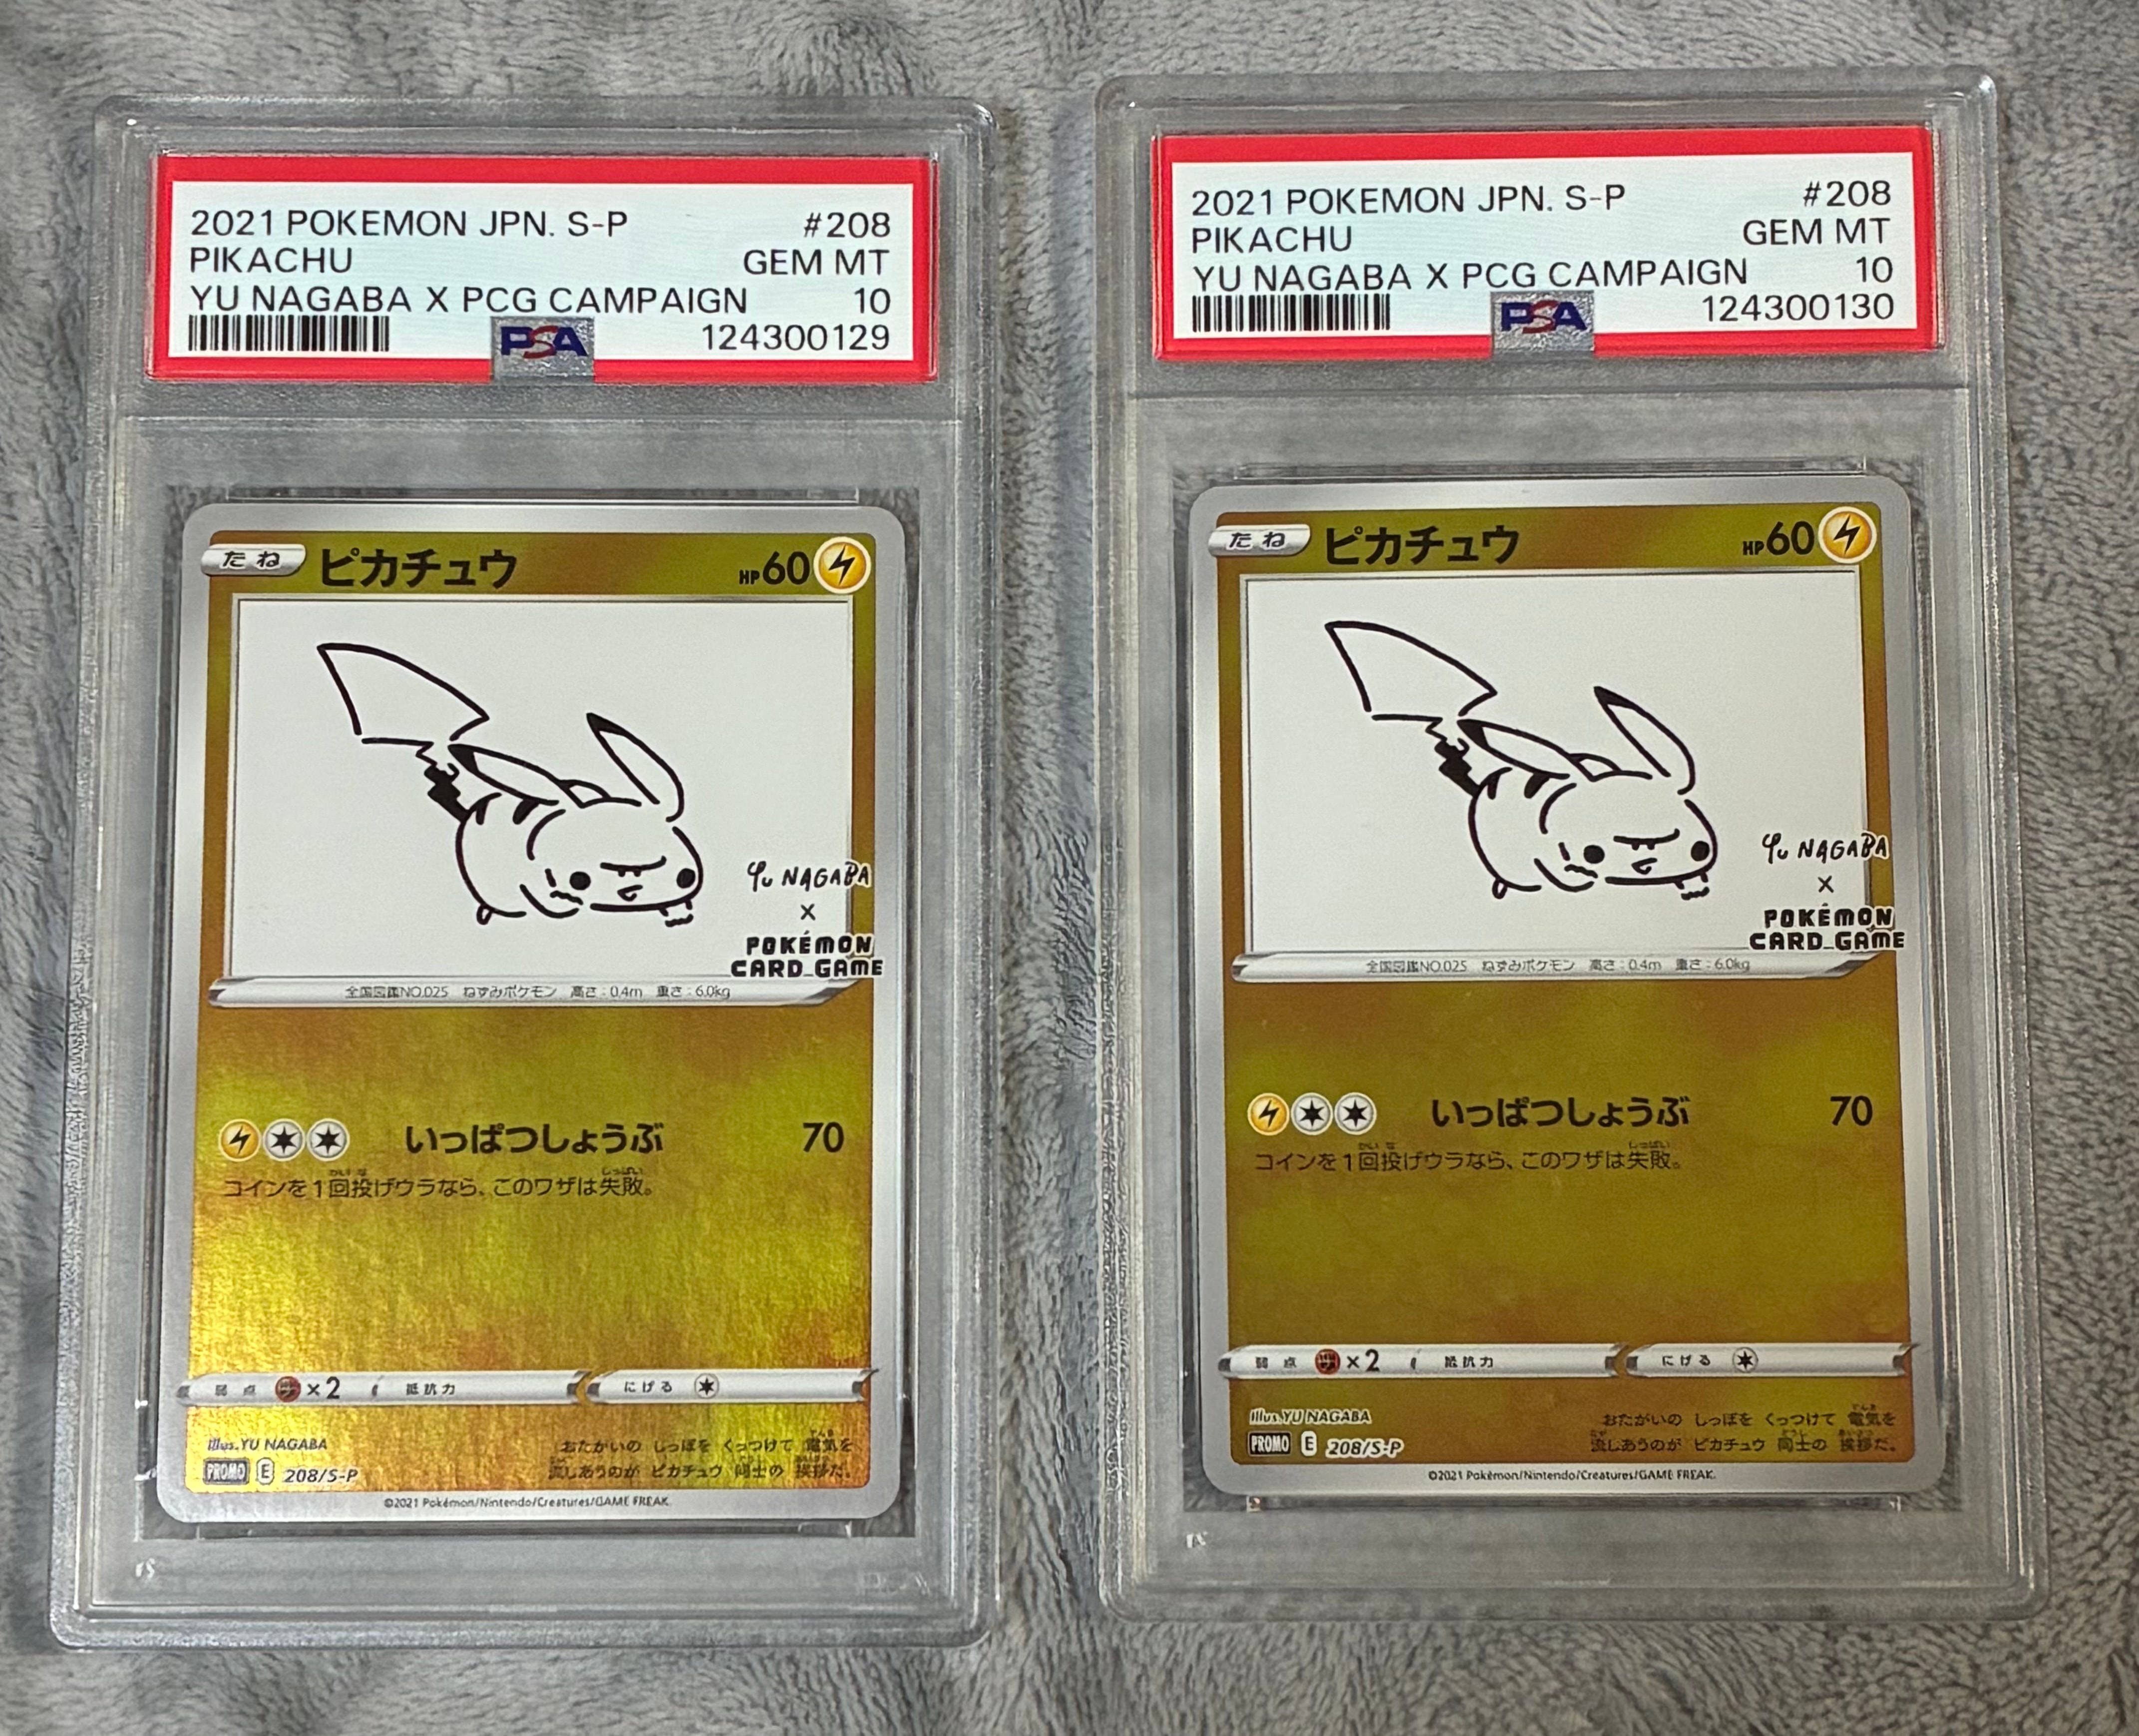 2021 POKEMON JPN. S-P #208
PIKACHU GEM MT
YU NAGABA X PCG CAMPAIGN 10
PSA 124300129
たね ピカチュウ HP60
YU NAGABA
×
POKÉMON
CARD GAME
全国図鑑NO.025 ねずみポケモン 高さ:0.4m 重さ:6.0kg
いっぱつしょうぶ 70
コインを1回投げウラなら、このワザは失敗。
弱点 ×2 抵抗力 にげる
illus.YU NAGABA
おたがいの しっぽを くっつけて 電気を
PROMO E 208/S-P
流しあうのが ピカチュウ 同士の 挨拶だ。
©2021 Pokémon/Nintendo/Creatures/GAME FREAK.
2021 POKEMON JPN. S-P #208
PIKACHU GEM MT
YU NAGABA X PCG CAMPAIGN 10
PSA 124300130
たね ピカチュウ HP60
YU NAGABA
×
POKÉMON
CARD GAME
全国図鑑NO.025 ねずみポケモン 高さ:0.4m 重さ:6.0kg
いっぱつしょうぶ 70
コインを1回投げウラなら、このワザは失敗。
弱点 ×2 抵抗力 にげる
illus.YU NAGABA
おたがいの しっぽを くっつけて 電気を
PROMO E 208/S-P
流しあうのが ピカチュウ 同士の 挨拶だ。
©2021 Pokémon/Nintendo/Creatures/GAME FREAK.